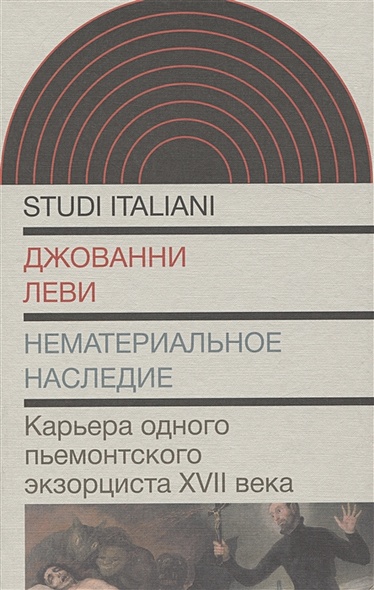 STUDI ITALIANI
ДЖОВАННИ
ЛЕВИ
НЕМАТЕРИАЛЬНОЕ
НАСЛЕДИЕ
Карьера одного
пьемонтского
экзорциста XVII века